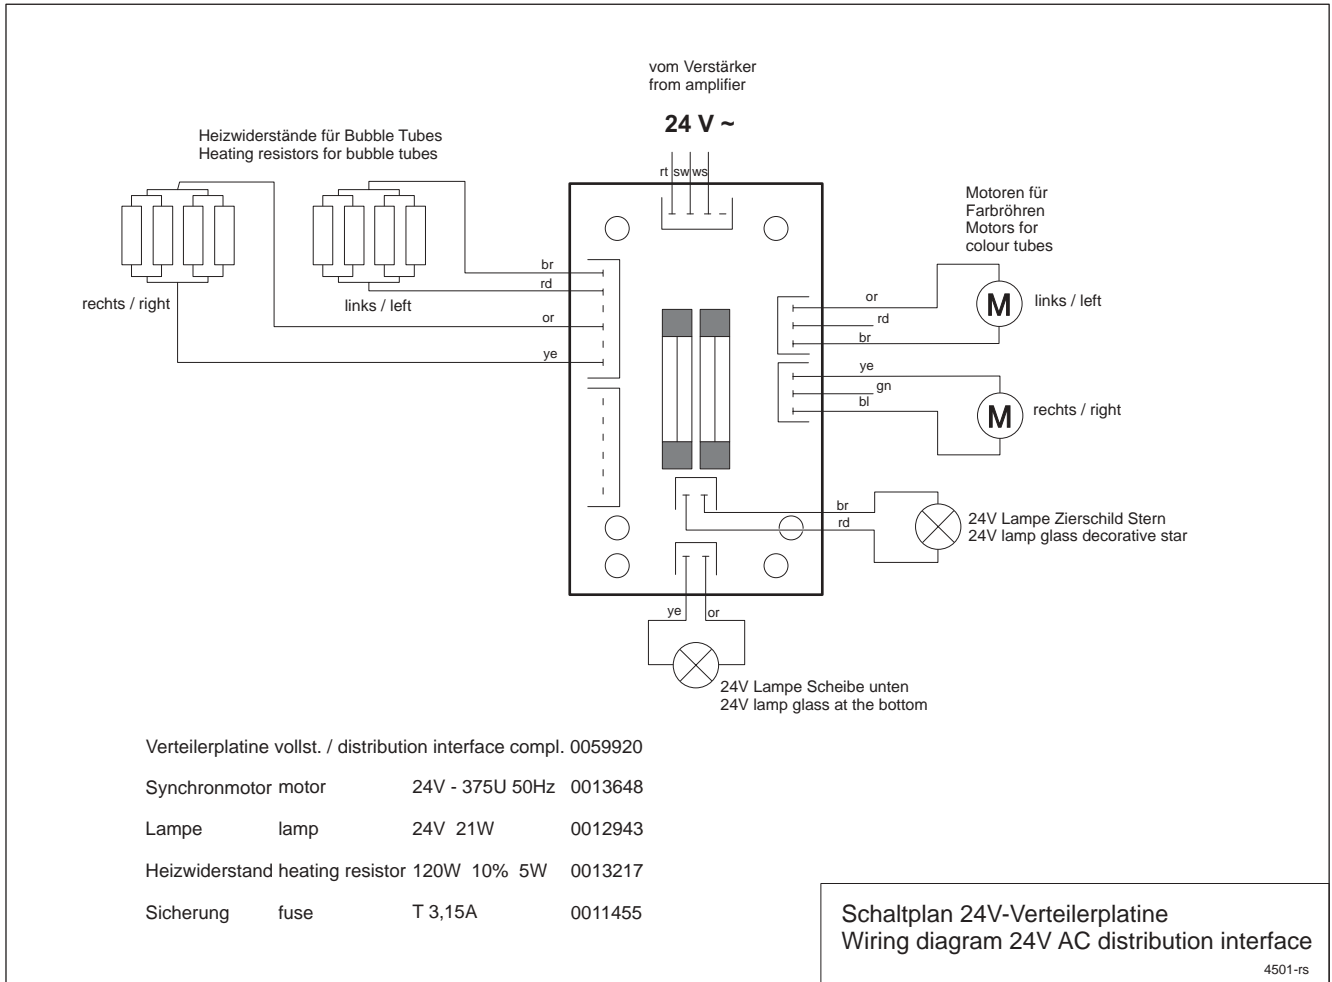 vom Verstärker
from amplifier
24 V ~
rt sw ws
Heizwiderstände für Bubble Tubes
Heating resistors for bubble tubes
rechts / right
links / left
br
rd
or
ye
Motoren für
Farbröhren
Motors for
colour tubes
or
rd
br
M
links / left
ye
gn
bl
M
rechts / right
br
rd
24V Lampe Zierschild Stern
24V lamp glass decorative star
ye or
24V Lampe Scheibe unten
24V lamp glass at the bottom
Verteilerplatine vollst. / distribution interface compl. 0059920
Synchronmotor motor 24V - 375U 50Hz 0013648
Lampe lamp 24V 21W 0012943
Heizwiderstand heating resistor 120W 10% 5W 0013217
Sicherung fuse T 3,15A 0011455
Schaltplan 24V-Verteilerplatine
Wiring diagram 24V AC distribution interface
4501-rs